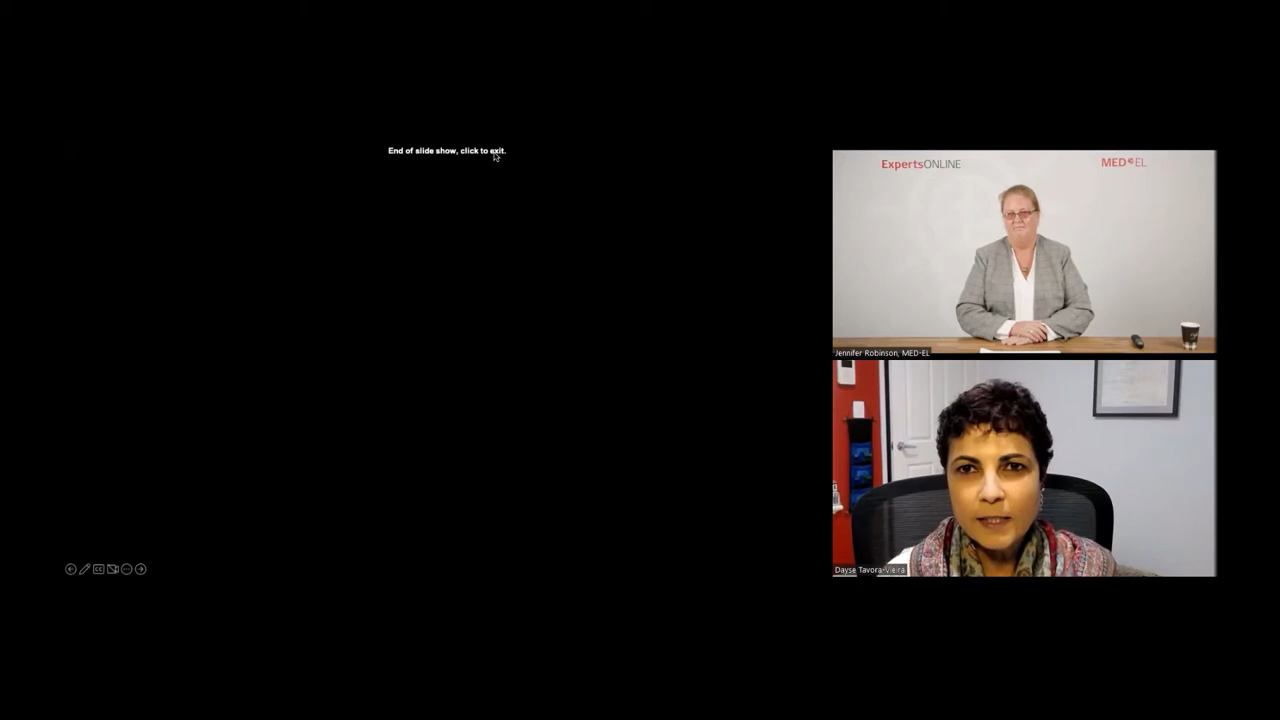 End of slide show, click to exit.
ExpertsONLINE
MED EL
Jennifer Robinson, MED-EL
Dayse Tavora-Vieira